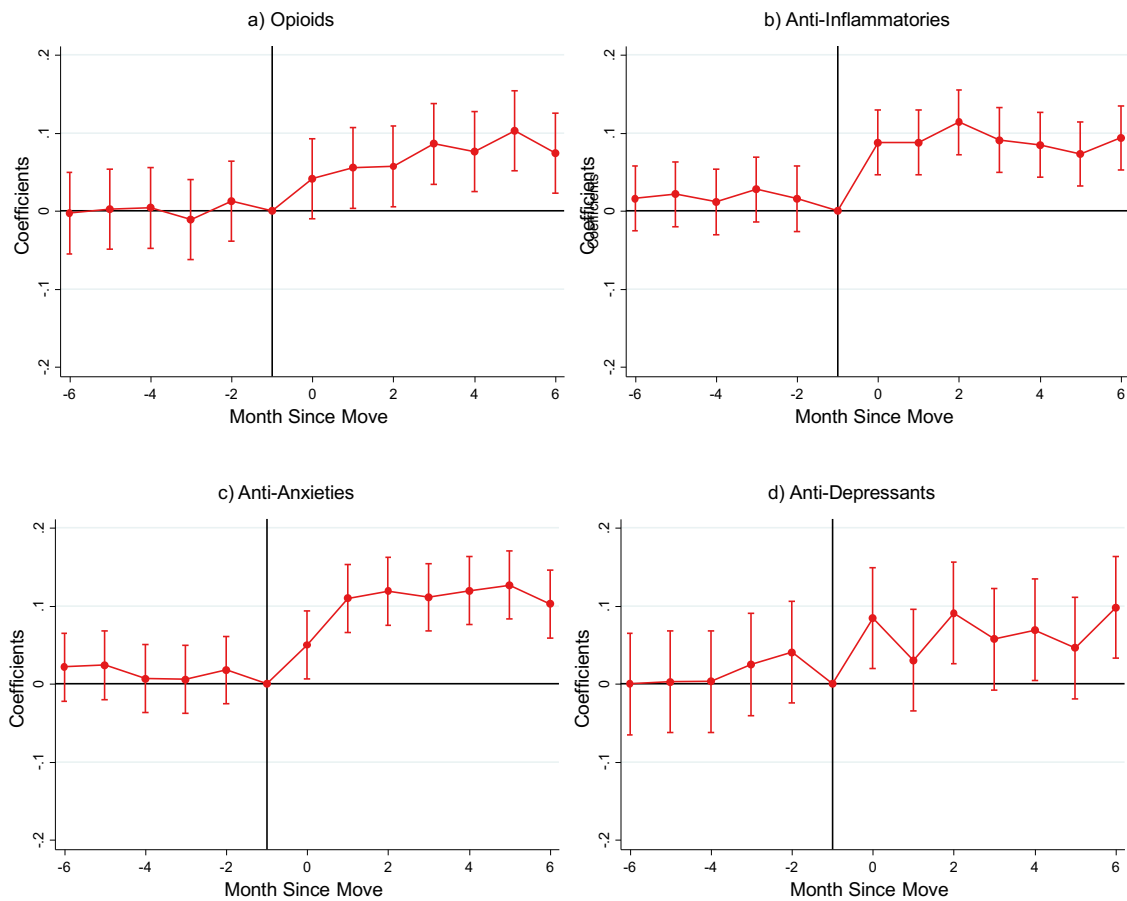 a) Opioids
Coefficients
.2
.1
0
-.1
-.2
-6 -4 -2 0 2 4 6
Month Since Move
b) Anti-Inflammatories
Coefficients
Coefficients
.2
.1
0
-.1
-.2
-6 -4 -2 0 2 4 6
Month Since Move
c) Anti-Anxieties
Coefficients
.2
.1
0
-.1
-.2
-6 -4 -2 0 2 4 6
Month Since Move
d) Anti-Depressants
Coefficients
.2
.1
0
-.1
-.2
-6 -4 -2 0 2 4 6
Month Since Move